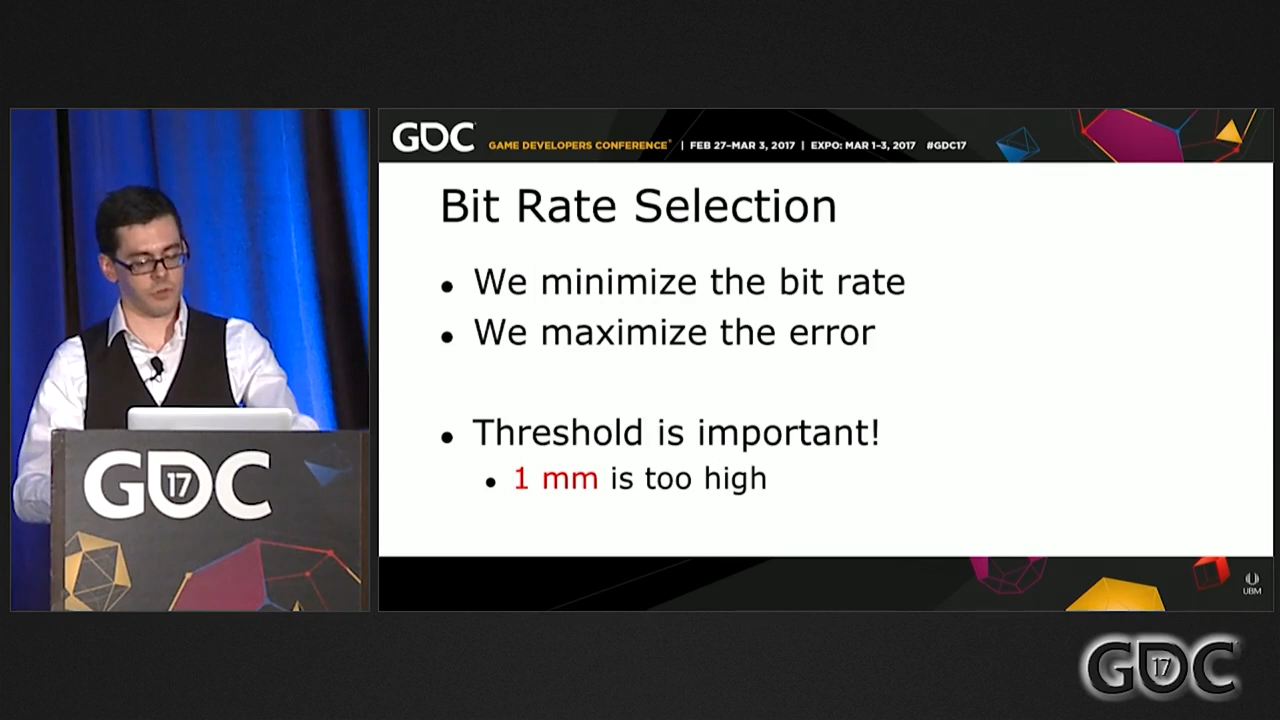 GDC GAME DEVELOPERS CONFERENCE® | FEB 27–MAR 3, 2017 | EXPO: MAR 1–3, 2017 #GDC17
Bit Rate Selection
• We minimize the bit rate
• We maximize the error
• Threshold is important!
• 1 mm is too high
GDC 17
UBM
GDC 17